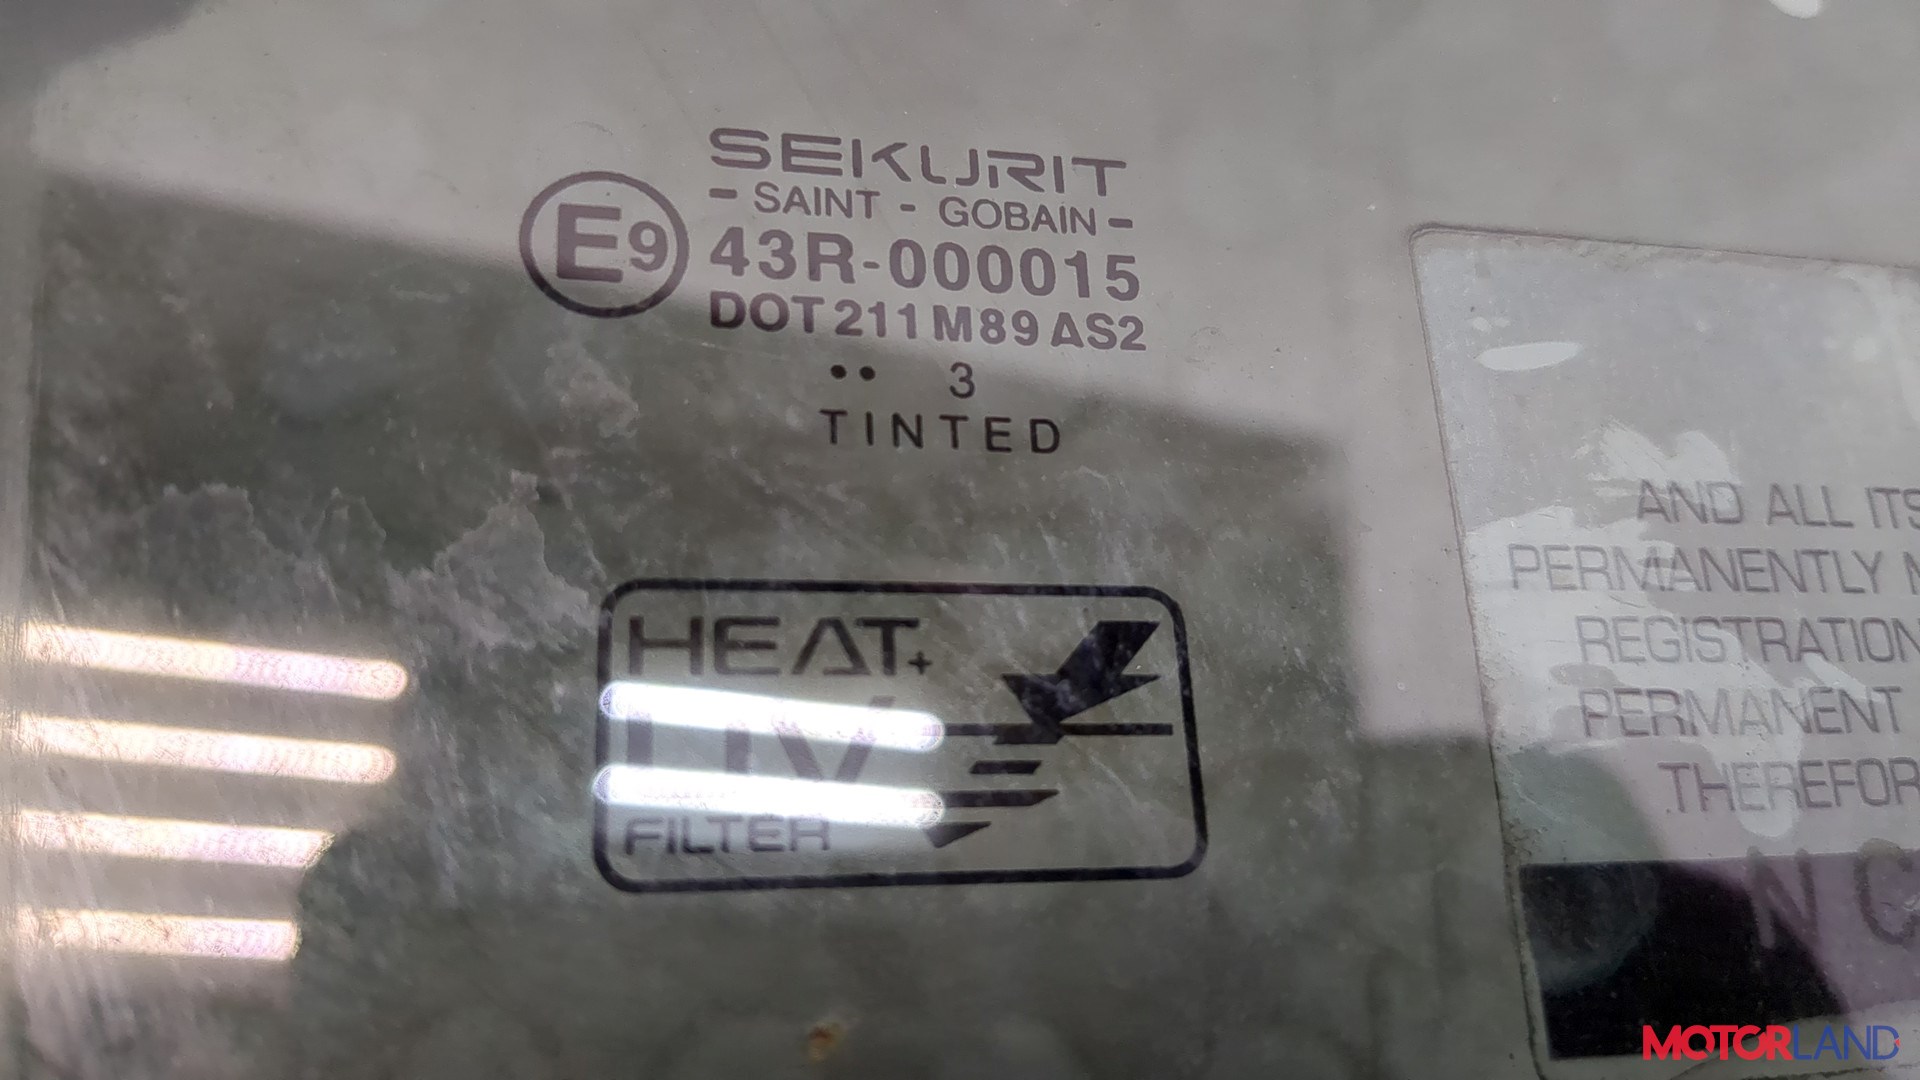 SEKURIT
- SAINT - GOBAIN -
E9 43R-000015
DOT 211 M89 AS2
•• 3
TINTED
HEAT+
UV
FILTER
AND ALL ITS
PERMANENTLY
REGISTRATION
PERMANENT
MOTORLAND